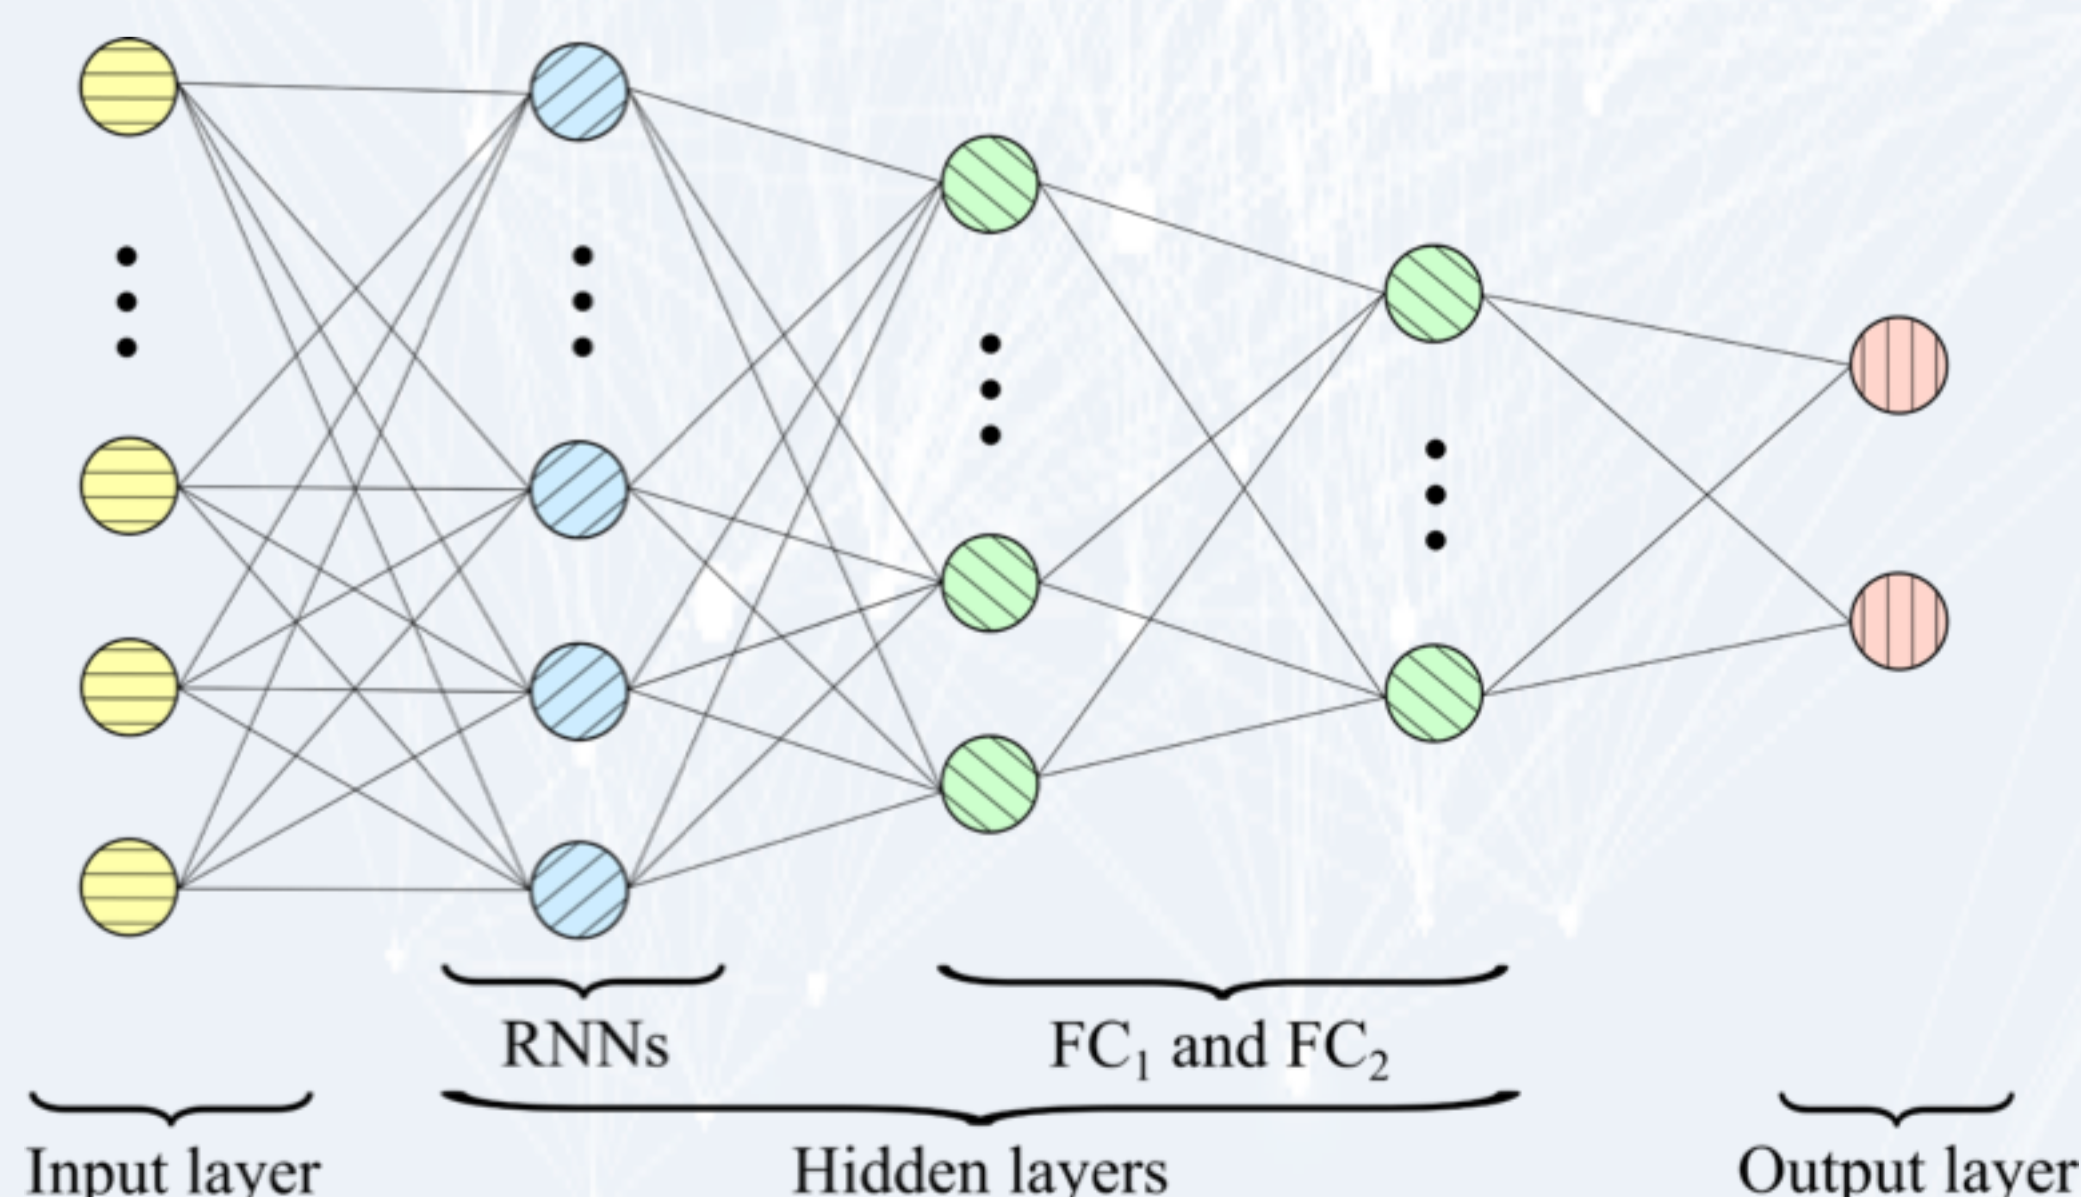 RNNs
FC₁ and FC₂
Input layer
Hidden layers
Output layer